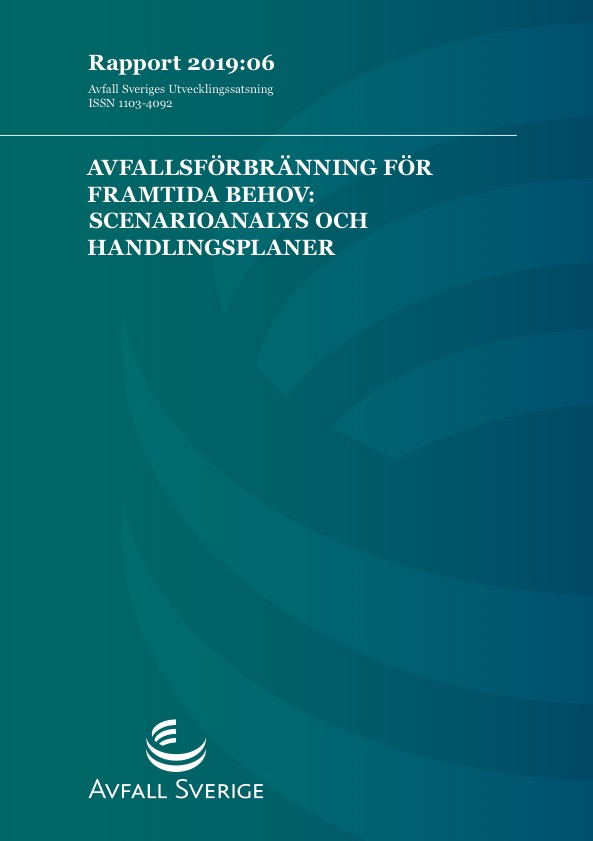 Rapport 2019:06
Avfall Sveriges Utvecklingssatsning
ISSN 1103-4092
AVFALLSFÖRBRÄNNING FÖR
FRAMTIDA BEHOV:
SCENARIOANALYS OCH
HANDLINGSPLANER
AVFALL SVERIGE